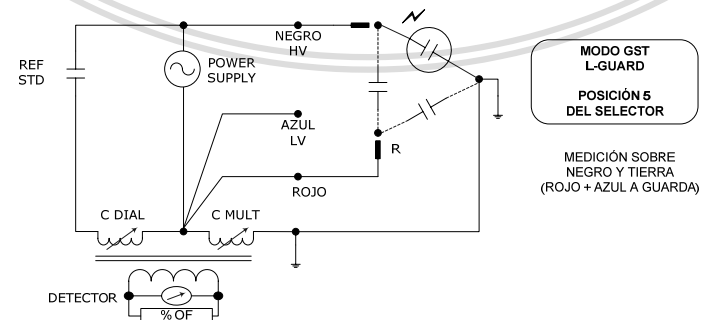 NEGRO
HV
REF
STD
POWER
SUPPLY
MODO GST
L-GUARD
POSICIÓN 5
DEL SELECTOR
AZUL
LV
R
MEDICIÓN SOBRE
NEGRO Y TIERRA
(ROJO + AZUL A GUARDA)
ROJO
C DIAL
C MULT
DETECTOR
% OF